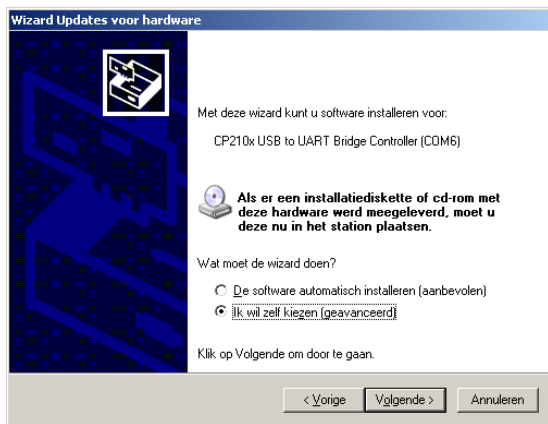 Wizard Updates voor hardware
Met deze wizard kunt u software installeren voor:
CP210x USB to UART Bridge Controller (COM6)
Als er een installatiediskette of cd-rom met
deze hardware werd meegeleverd, moet u
deze nu in het station plaatsen.
Wat moet de wizard doen?
De software automatisch installeren (aanbevolen)
Ik wil zelf kiezen (geavanceerd)
Klik op Volgende om door te gaan.
< Vorige Volgende > Annuleren